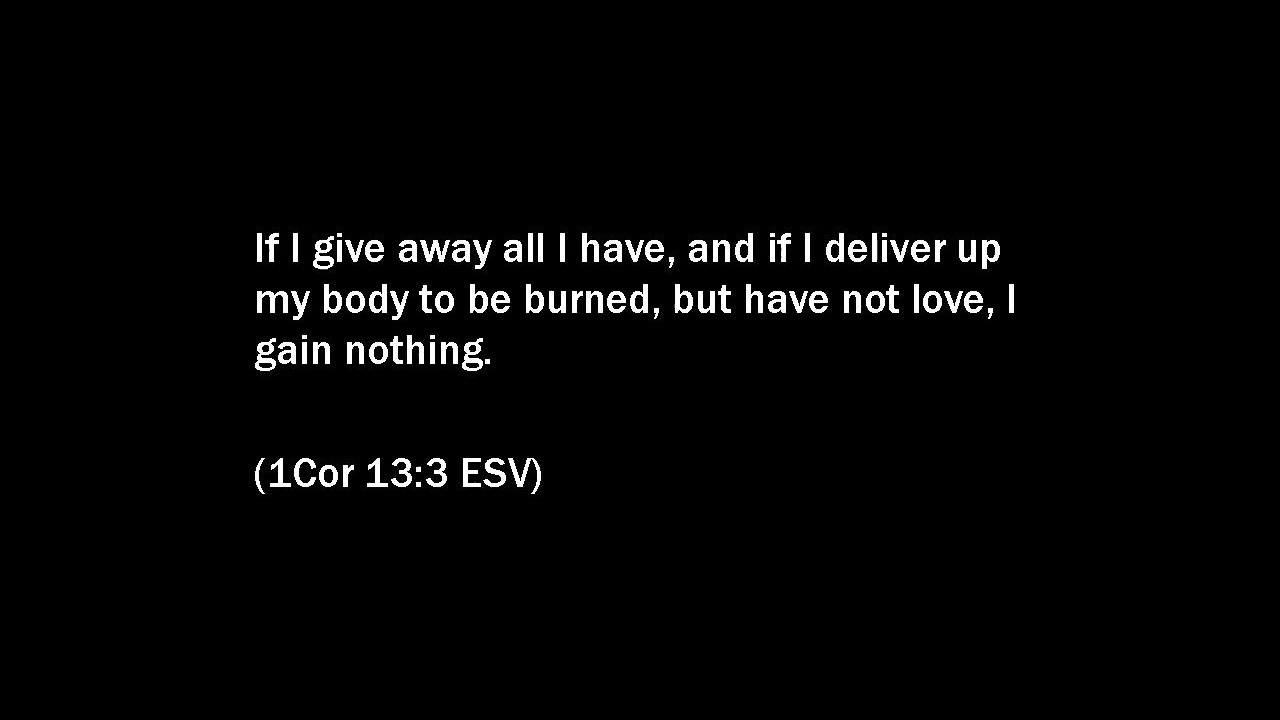 If I give away all I have, and if I deliver up
my body to be burned, but have not love, I
gain nothing.
(1Cor 13:3 ESV)